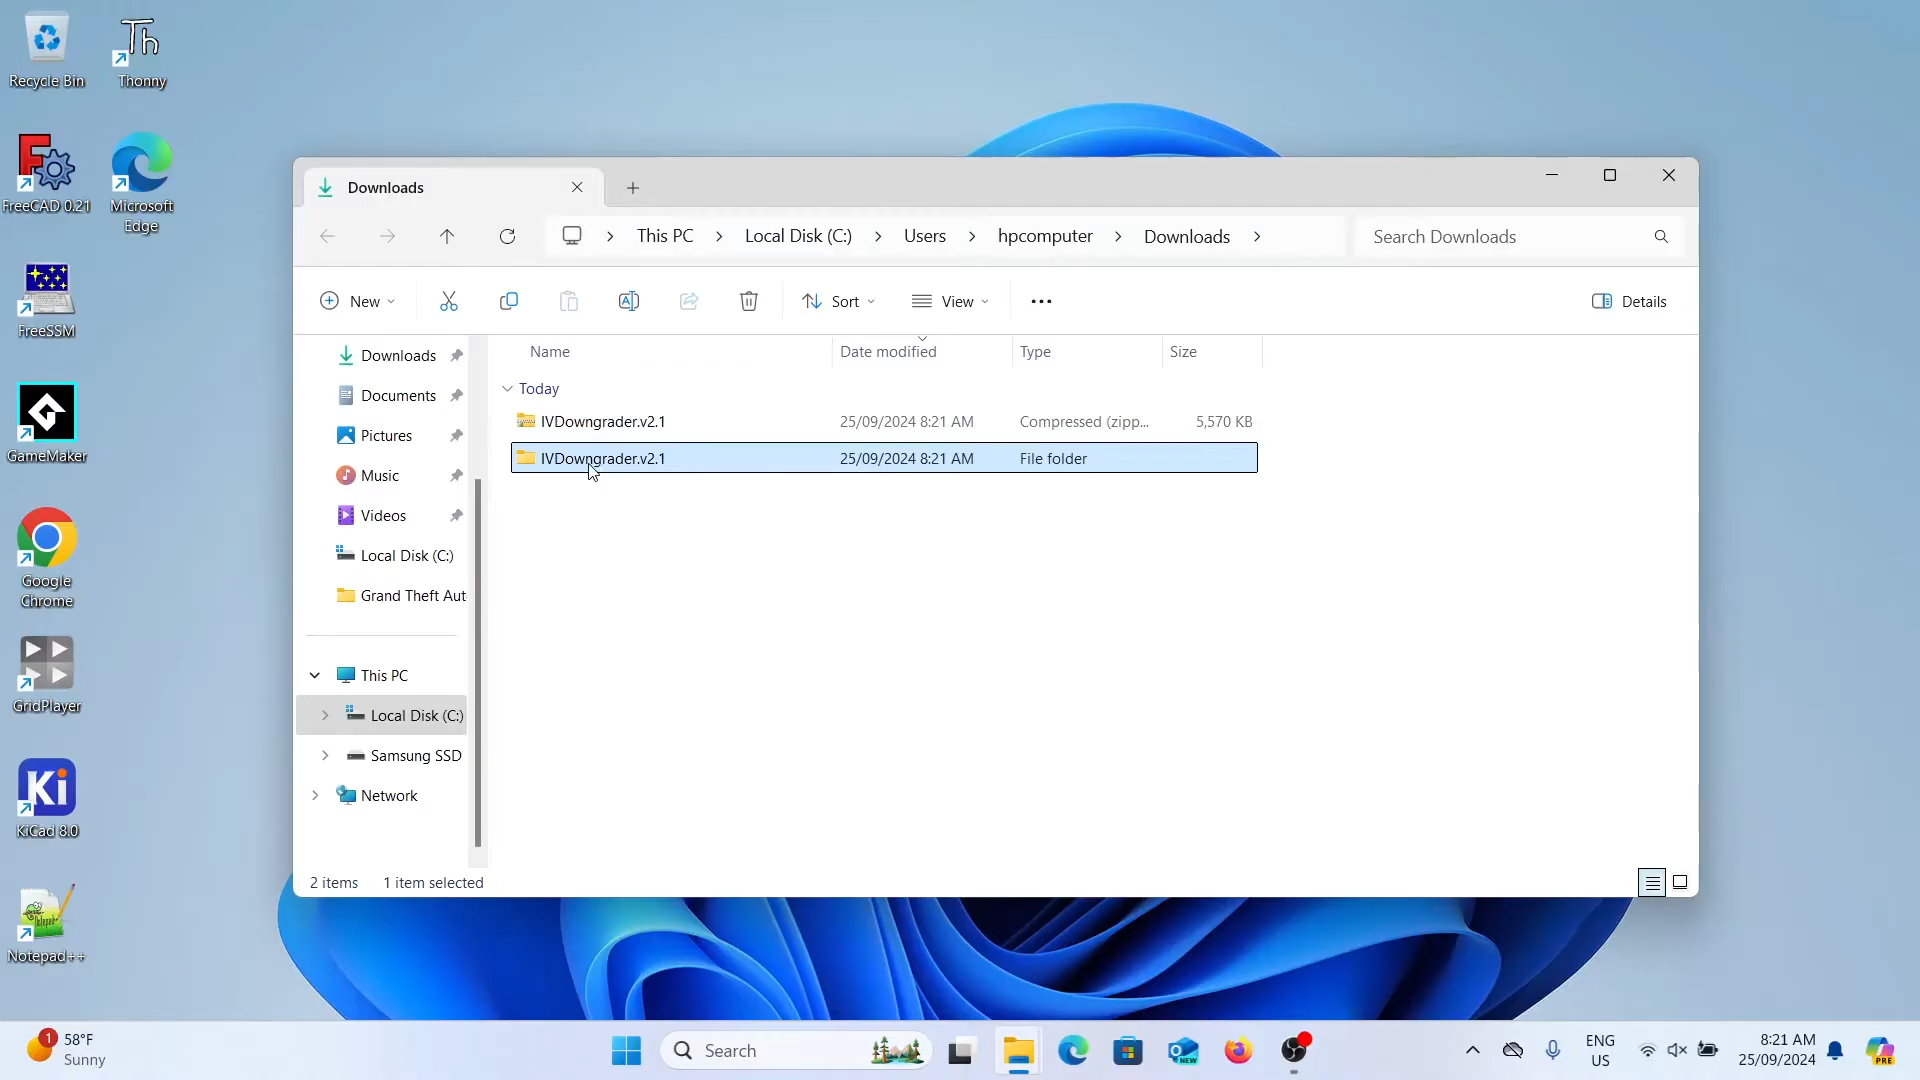 Recycle Bin
Thonny
FreeCAD 0.21
Microsoft
Edge
FreeSSM
GameMaker
Google
Chrome
GridPlayer
KiCad 8.0
Notepad++
Downloads
This PC
Local Disk (C:)
Users
hpcomputer
Downloads
Search Downloads
New
Sort
View
Details
Downloads
Documents
Pictures
Music
Videos
Local Disk (C:)
Grand Theft Aut
This PC
Local Disk (C:)
Samsung SSD
Network
Name Date modified Type Size
Today
IVDowngrader.v2.1 25/09/2024 8:21 AM Compressed (zipp... 5,570 KB
IVDowngrader.v2.1 25/09/2024 8:21 AM File folder
2 items 1 item selected
1
58°F
Sunny
Search
NEW
ENG
US
8:21 AM
25/09/2024
PRE